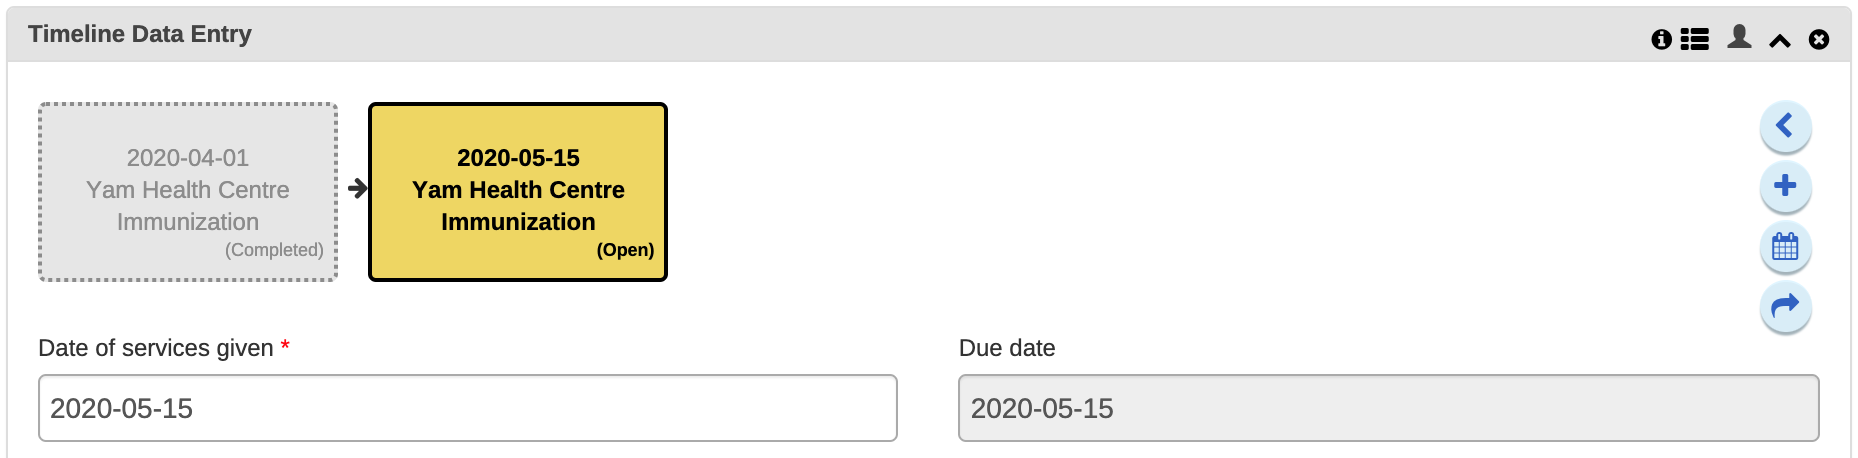 Timeline Data Entry
2020-04-01
Yam Health Centre
Immunization
(Completed)
2020-05-15
Yam Health Centre
Immunization
(Open)
Date of services given *
Due date
2020-05-15
2020-05-15